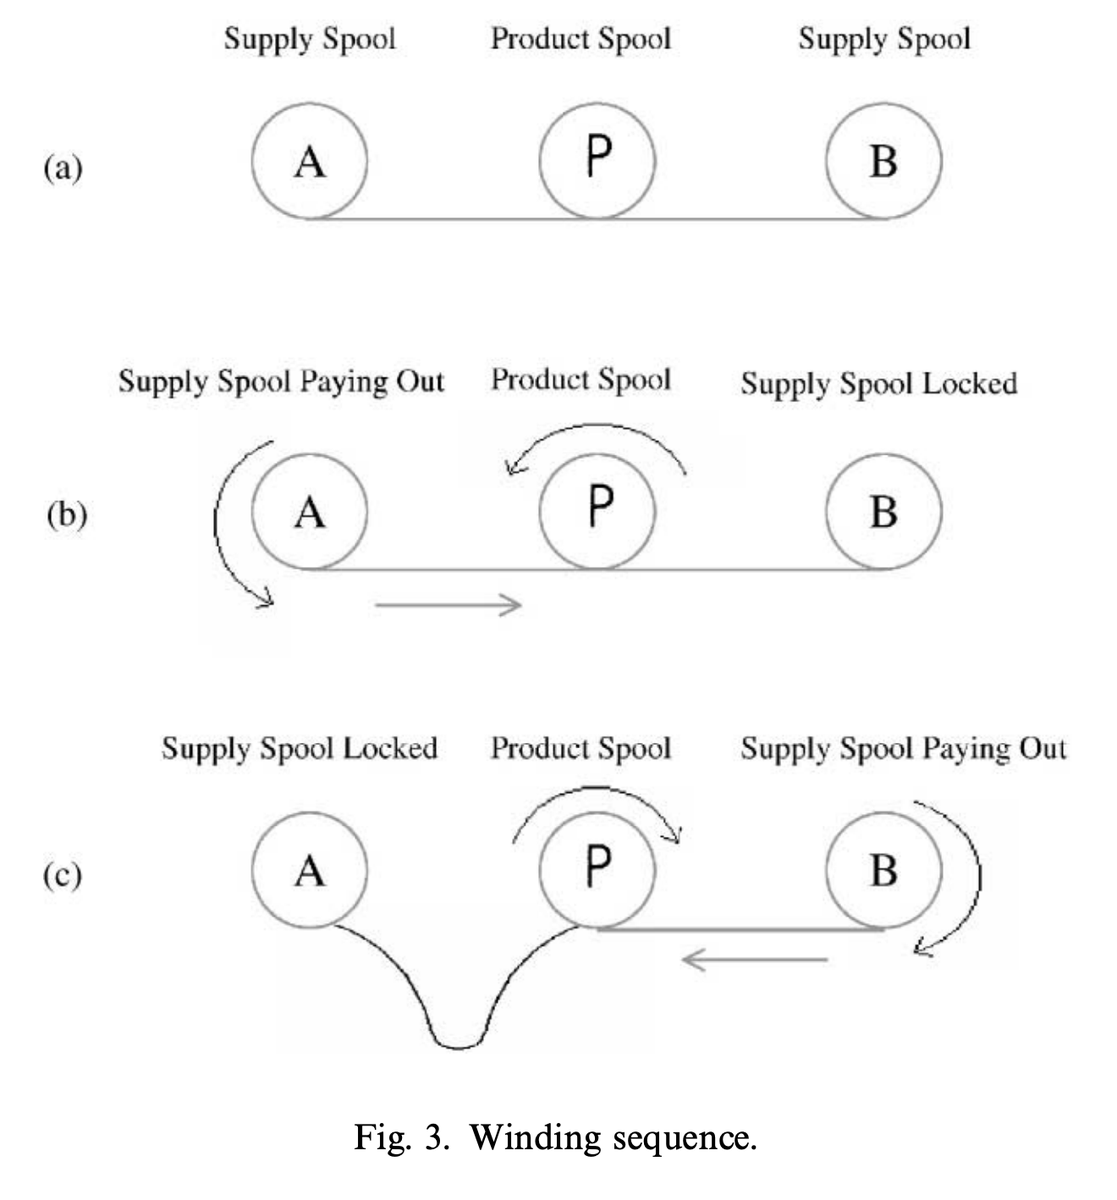 Supply Spool Product Spool Supply Spool
(a) A P B
Supply Spool Paying Out Product Spool Supply Spool Locked
(b) A P B
Supply Spool Locked Product Spool Supply Spool Paying Out
(c) A P B
Fig. 3. Winding sequence.